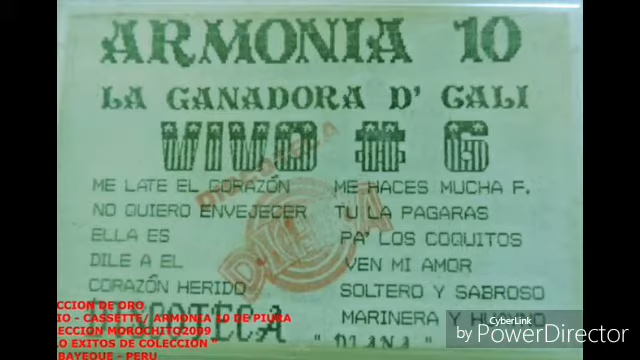 ARMONIA 10
LA GANADORA D' CALI
VIVO # 6
ME LATE EL CORAZÓN
NO QUIERO ENVEJECER
ELLA ES
DILE A EL
CORAZÓN HERIDO
ME HACES MUCHA F.
TU LA PAGARAS
PA' LOS COQUITOS
VEN MI AMOR
SOLTERO Y SABROSO
MARINERA Y HUAYNO
DISCOTECA
DIANA
" DIANA "
CCION DE ORO
IO - CASSETTE/ ARMONIA 10 DE PIURA
ECCION MOROCHITO2009
LO EXITOS DE COLECCION "
BAYEQUE - PERU
CyberLink
by PowerDirector